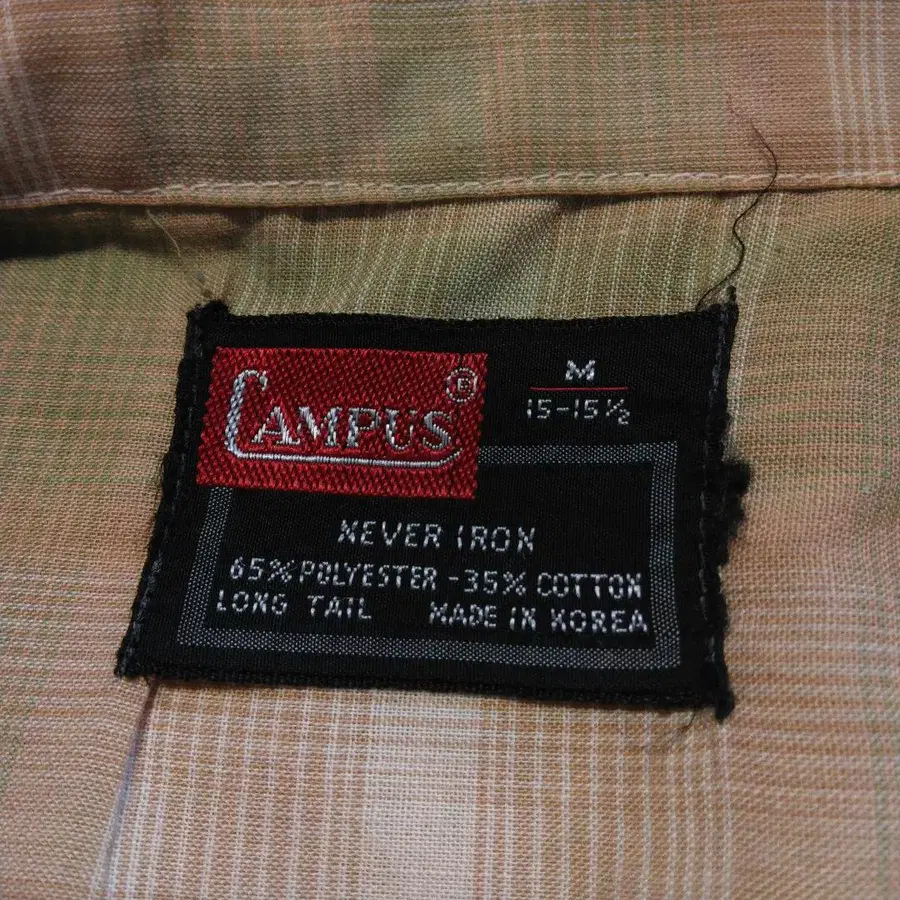 CAMPUS®
M
15-15½
NEVER IRON
65% POLYESTER - 35% COTTON
LONG TAIL MADE IN KOREA